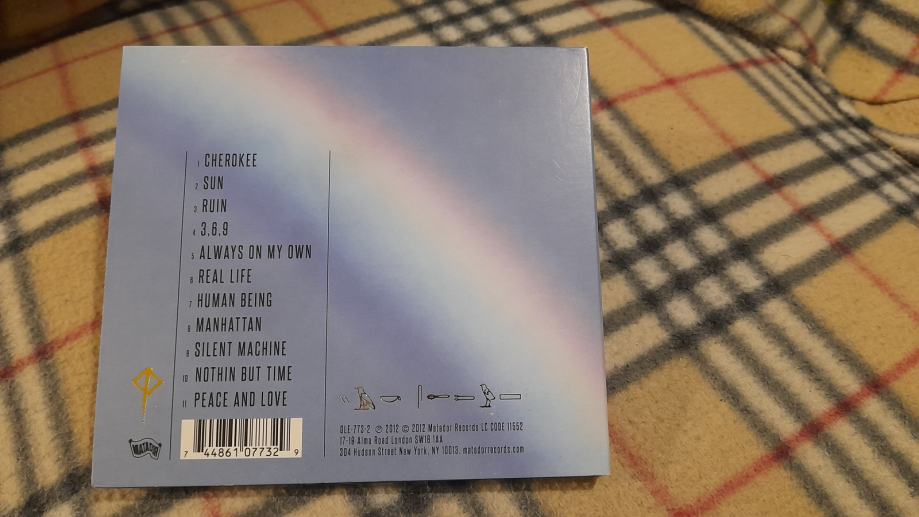 1 CHEROKEE
2 SUN
3 RUIN
4 3,6,9
5 ALWAYS ON MY OWN
6 REAL LIFE
7 HUMAN BEING
8 MANHATTAN
9 SILENT MACHINE
10 NOTHIN BUT TIME
11 PEACE AND LOVE
MATADOR
7 44861 07732 9
OLE-773-2 ℗ 2012 © 2012 Matador Records LC CODE 11552
17-19 Alma Road London SW18 1AA
304 Hudson Street New York, NY 10013. matadorrecords.com